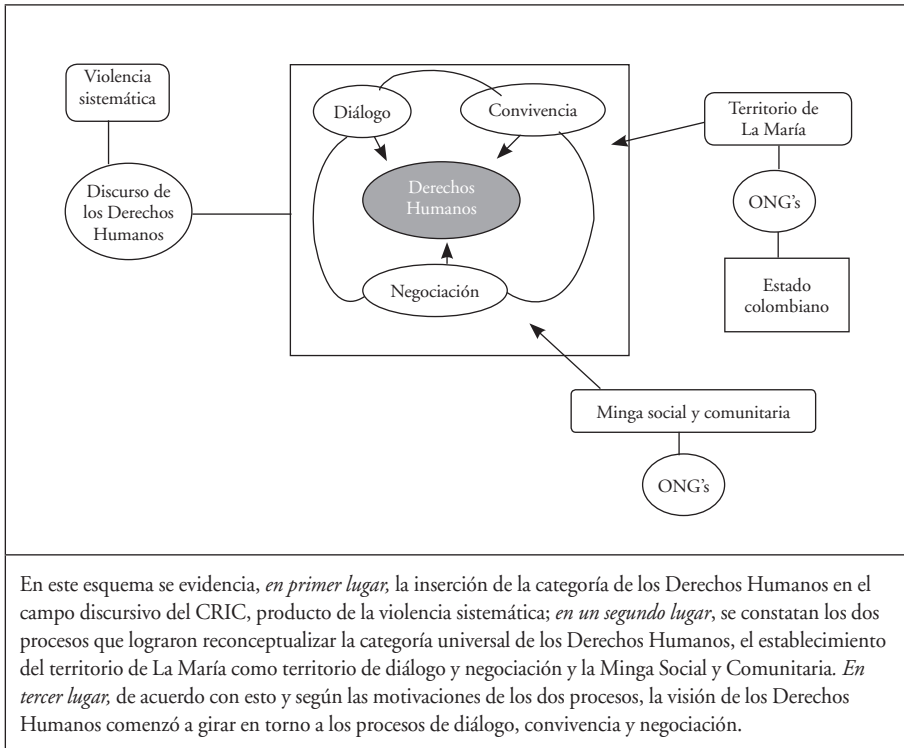 Violencia
sistemática
Discurso de
los Derechos
Humanos
Diálogo
Convivencia
Derechos
Humanos
Negociación
Territorio de
La María
ONG's
Estado
colombiano
Minga social y comunitaria
ONG's
En este esquema se evidencia, en primer lugar, la inserción de la categoría de los Derechos Humanos en el
campo discursivo del CRIC, producto de la violencia sistemática; en un segundo lugar, se constatan los dos
procesos que lograron reconceptualizar la categoría universal de los Derechos Humanos, el establecimiento
del territorio de La María como territorio de diálogo y negociación y la Minga Social y Comunitaria. En
tercer lugar, de acuerdo con esto y según las motivaciones de los dos procesos, la visión de los Derechos
Humanos comenzó a girar en torno a los procesos de diálogo, convivencia y negociación.